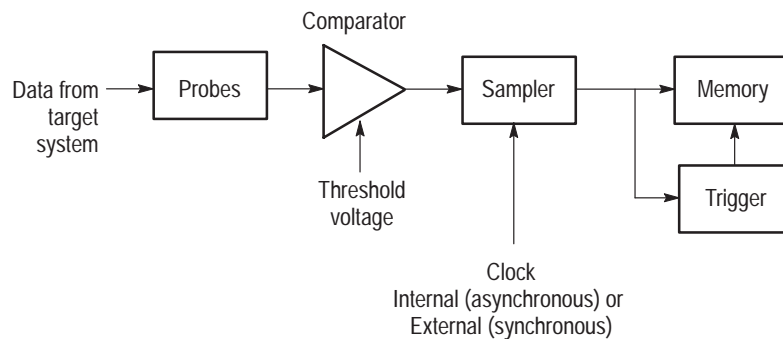 Comparator
Data from
target
system
Probes
Sampler
Memory
Threshold
voltage
Trigger
Clock
Internal (asynchronous) or
External (synchronous)